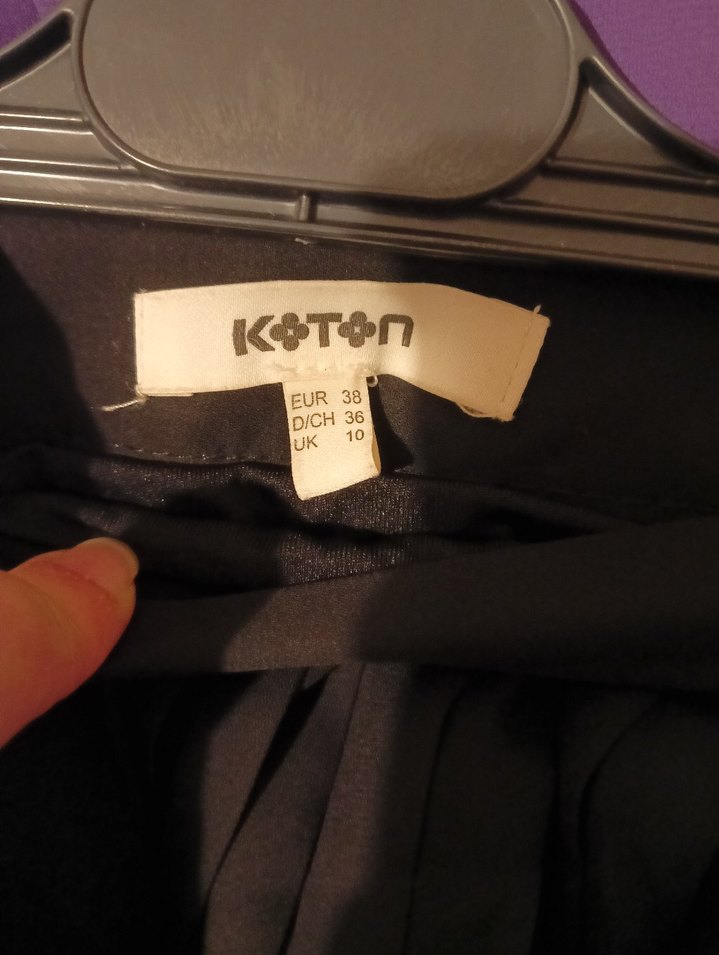 KOTON
EUR 38
D/CH 36
UK 10